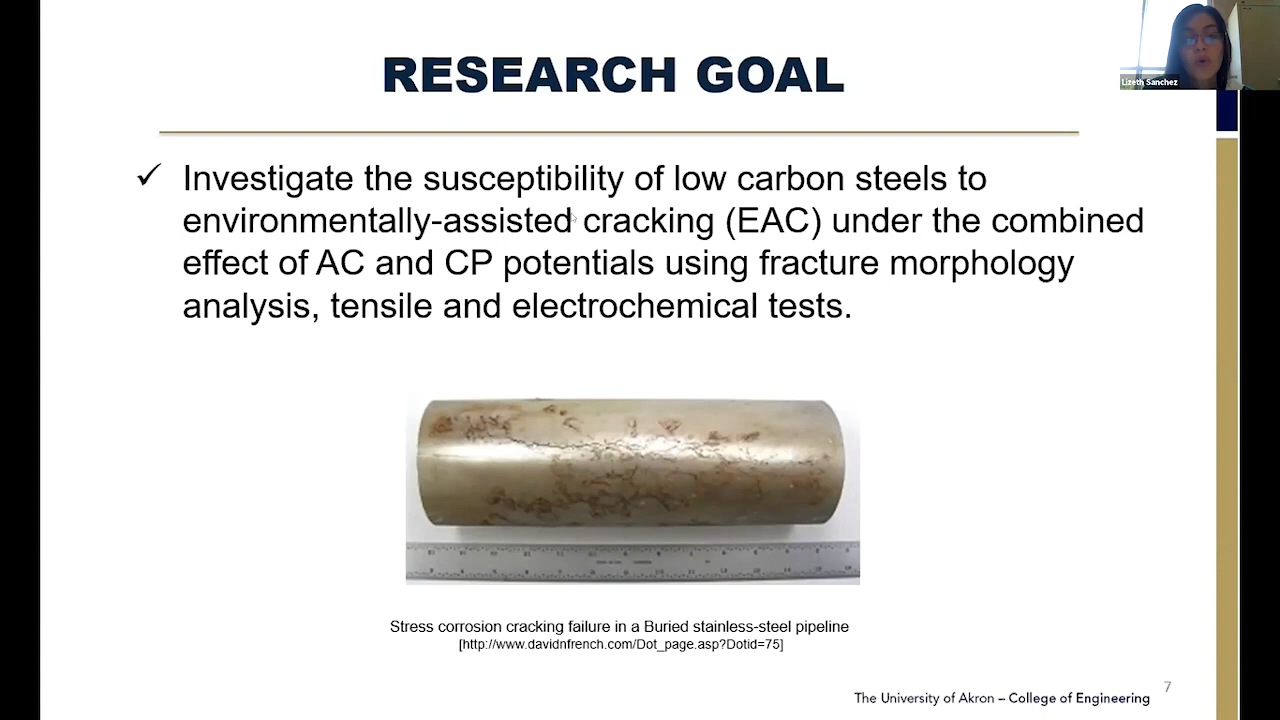 RESEARCH GOAL
Lizeth Sanchez
✓ Investigate the susceptibility of low carbon steels to
environmentally-assisted cracking (EAC) under the combined
effect of AC and CP potentials using fracture morphology
analysis, tensile and electrochemical tests.
Stress corrosion cracking failure in a Buried stainless-steel pipeline
[http://www.davidnfrench.com/Dot_page.asp?Dotid=75]
7
The University of Akron – College of Engineering